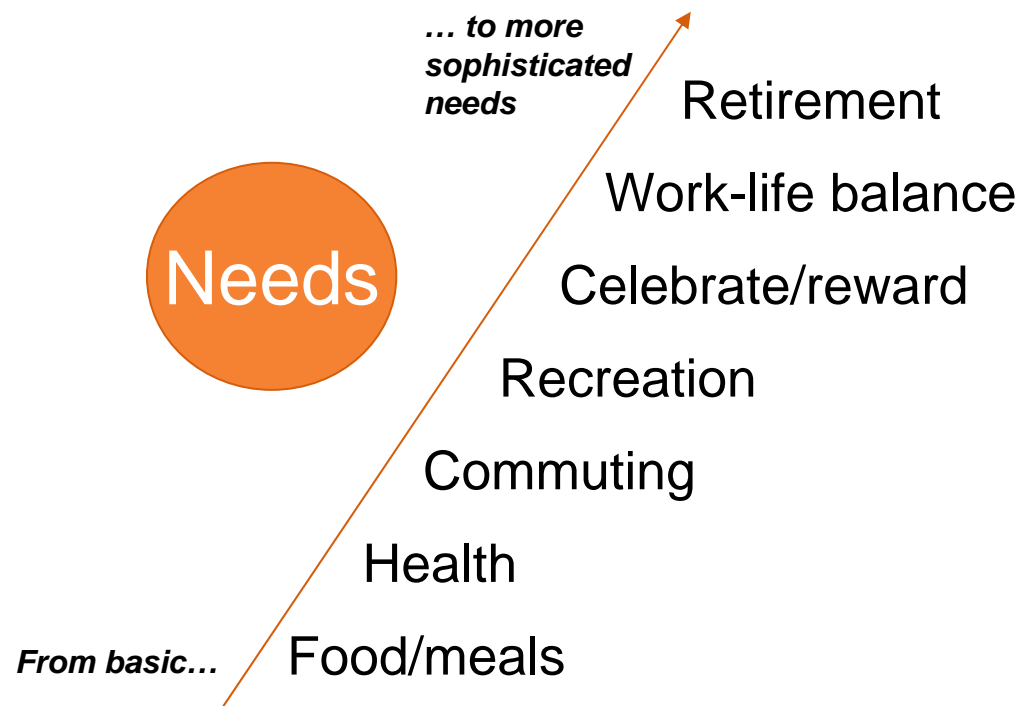 … to more
sophisticated
needs
Retirement
Work-life balance
Needs
Celebrate/reward
Recreation
Commuting
Health
From basic…
Food/meals